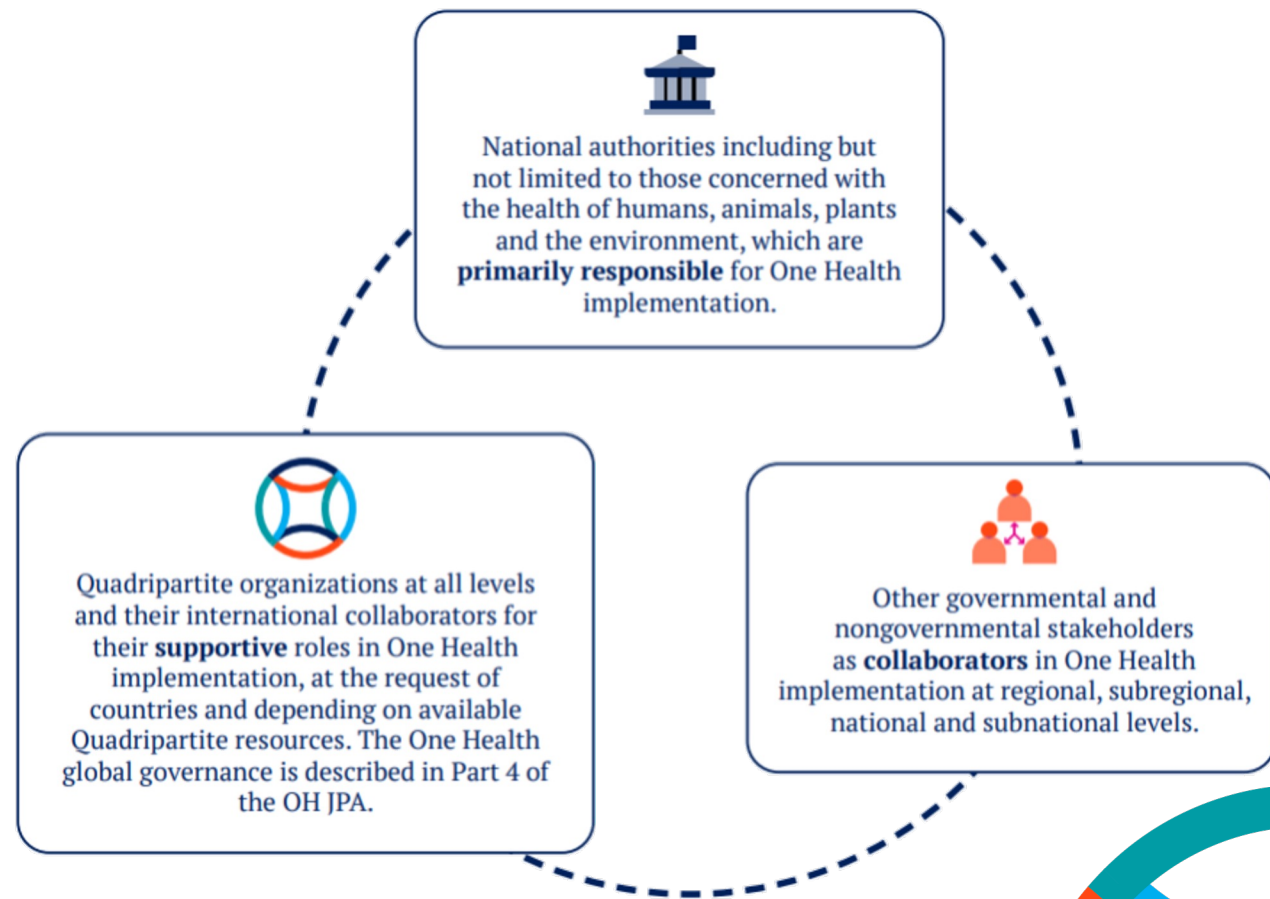 National authorities including but
not limited to those concerned with
the health of humans, animals, plants
and the environment, which are
primarily responsible for One Health
implementation.
Quadripartite organizations at all levels
and their international collaborators for
their supportive roles in One Health
implementation, at the request of
countries and depending on available
Quadripartite resources. The One Health
global governance is described in Part 4 of
the OH JPA.
Other governmental and
nongovernmental stakeholders
as collaborators in One Health
implementation at regional, subregional,
national and subnational levels.